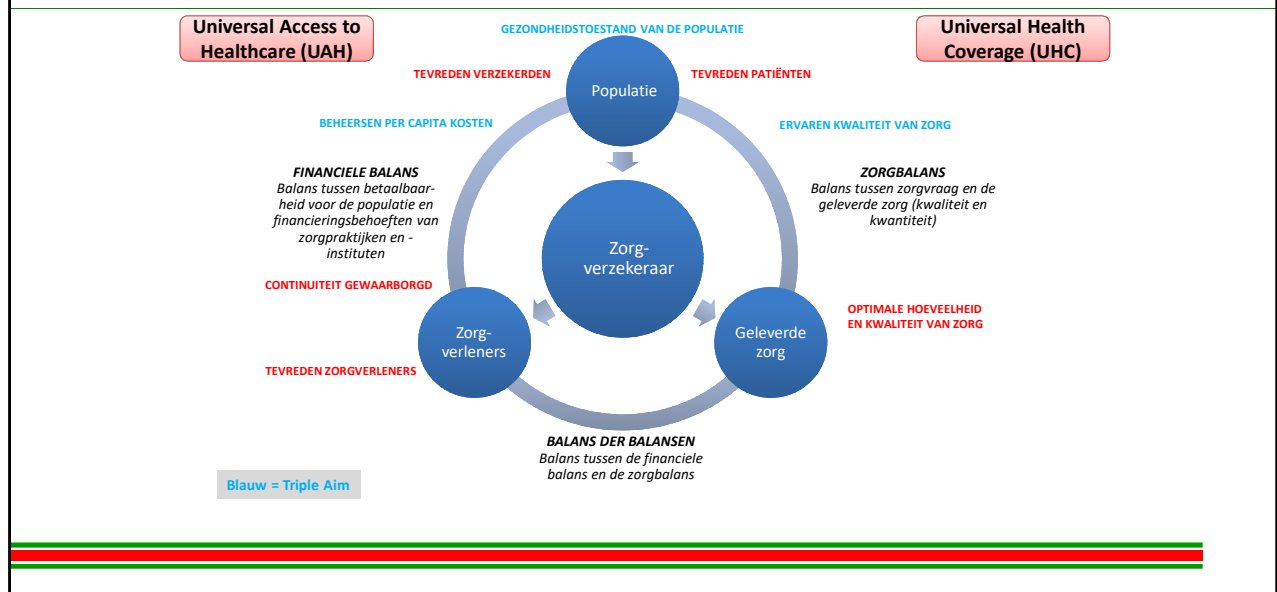 Universal Access to
Healthcare (UAH)
GEZONDHEIDSTOESTAND VAN DE POPULATIE
Universal Health
Coverage (UHC)
TEVREDEN VERZEKERDEN
Populatie
TEVREDEN PATIËNTEN
BEHEERSEN PER CAPITA KOSTEN
ERVAREN KWALITEIT VAN ZORG
FINANCIELE BALANS
Balans tussen betaalbaar-
heid voor de populatie en
financieringsbehoeften van
zorgpraktijken en -
instituten
ZORGBALANS
Balans tussen zorgvraag en de
geleverde zorg (kwaliteit en
kwantiteit)
Zorg-
verzekeraar
CONTINUITEIT GEWAARBORGD
Zorg-
verleners
Geleverde
zorg
OPTIMALE HOEVEELHEID
EN KWALITEIT VAN ZORG
TEVREDEN ZORGVERLENERS
BALANS DER BALANSEN
Balans tussen de financiele
balans en de zorgbalans
Blauw = Triple Aim